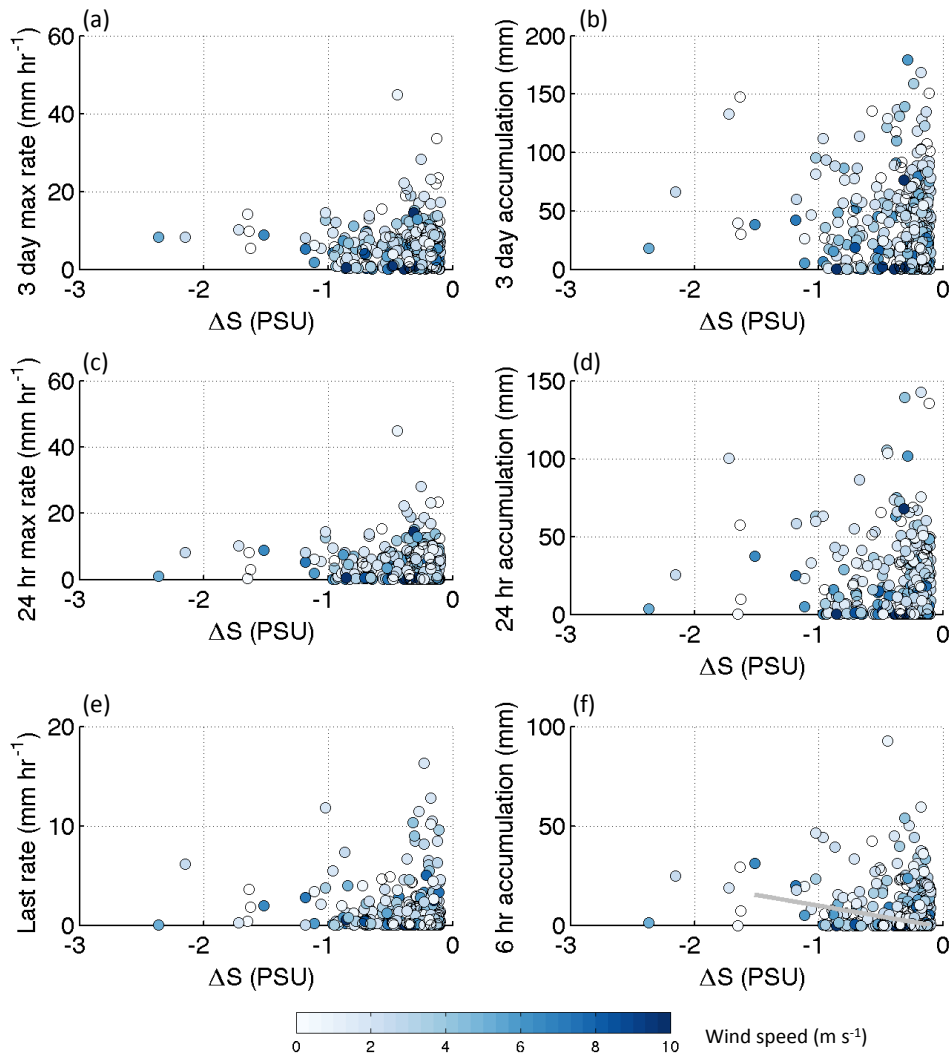 (a)
3 day max rate (mm hr⁻¹)
60
40
20
0
-3 -2 -1 0
ΔS (PSU)
(b)
3 day accumulation (mm)
200
150
100
50
0
-3 -2 -1 0
ΔS (PSU)
(c)
24 hr max rate (mm hr⁻¹)
60
40
20
0
-3 -2 -1 0
ΔS (PSU)
(d)
24 hr accumulation (mm)
150
100
50
0
-3 -2 -1 0
ΔS (PSU)
(e)
Last rate (mm hr⁻¹)
20
10
0
-3 -2 -1 0
ΔS (PSU)
(f)
6 hr accumulation (mm)
100
50
0
-3 -2 -1 0
ΔS (PSU)
0 2 4 6 8 10
Wind speed (m s⁻¹)